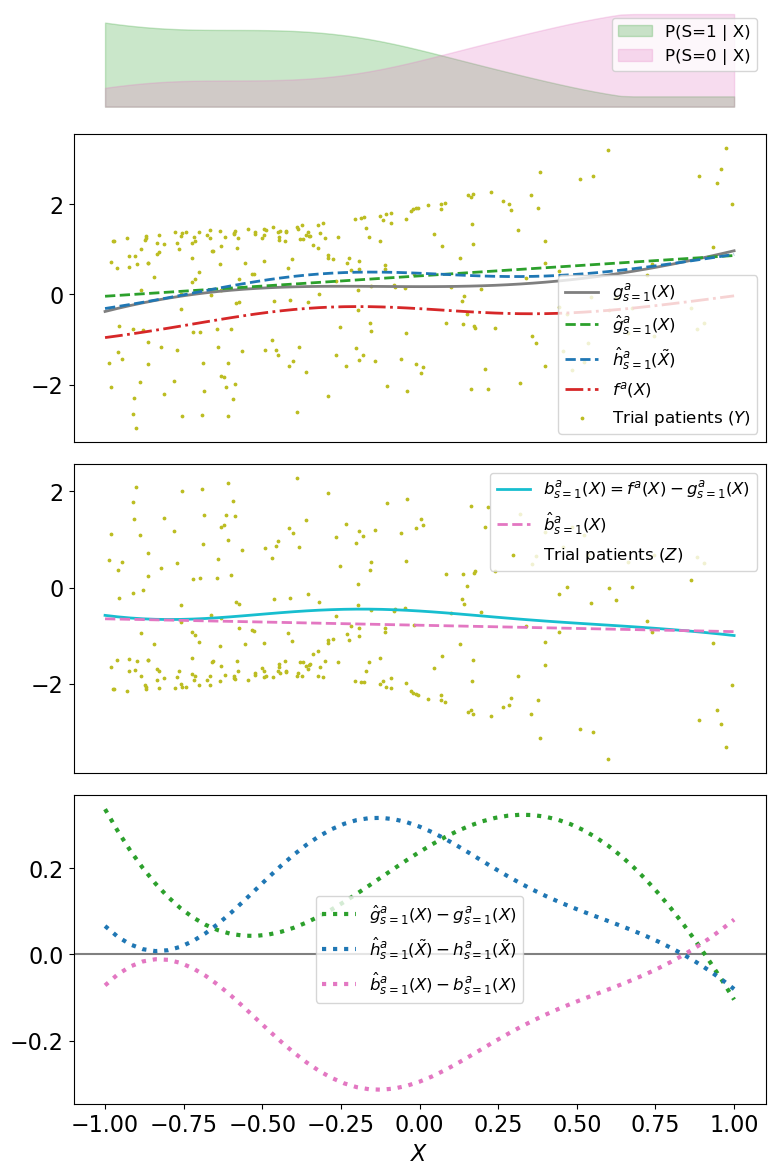 P(S=1 | X)
P(S=0 | X)
2
0
−2
g^a_{s=1}(X)
ĝ^a_{s=1}(X)
ĥ^a_{s=1}(X̃)
f^a(X)
Trial patients (Y)
2
0
−2
b^a_{s=1}(X) = f^a(X) − g^a_{s=1}(X)
b̂^a_{s=1}(X)
Trial patients (Z)
0.2
0.0
−0.2
ĝ^a_{s=1}(X) − g^a_{s=1}(X)
ĥ^a_{s=1}(X̃) − h^a_{s=1}(X̃)
b̂^a_{s=1}(X) − b^a_{s=1}(X)
−1.00 −0.75 −0.50 −0.25 0.00 0.25 0.50 0.75 1.00
X